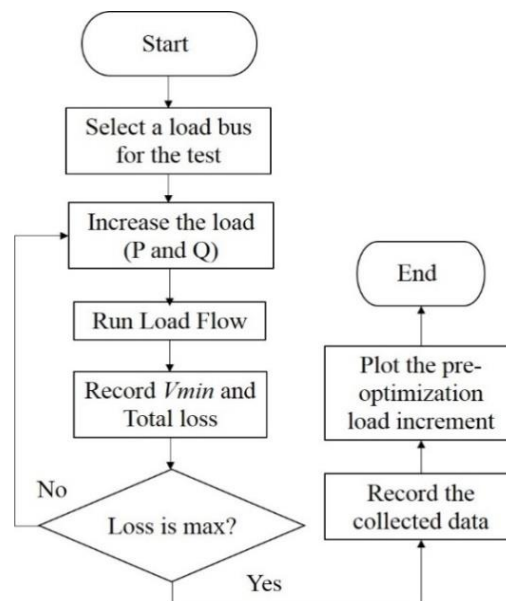 Start
Select a load bus
for the test
Increase the load
(P and Q)
Run Load Flow
Record Vmin and
Total loss
Loss is max?
No
Yes
Record the
collected data
Plot the pre-
optimization
load increment
End